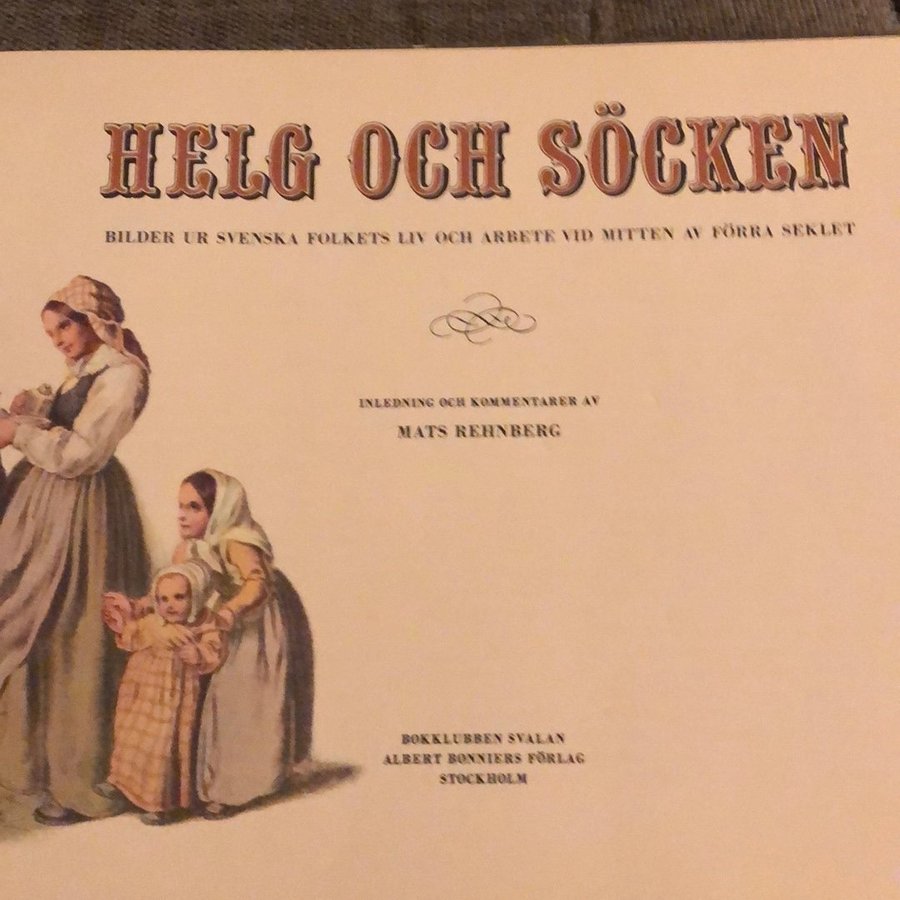 HELG OCH SÖCKEN
BILDER UR SVENSKA FOLKETS LIV OCH ARBETE VID MITTEN AV FÖRRA SEKLET
INLEDNING OCH KOMMENTARER AV
MATS REHNBERG
BOKKLUBBEN SVALAN
ALBERT BONNIERS FÖRLAG
STOCKHOLM